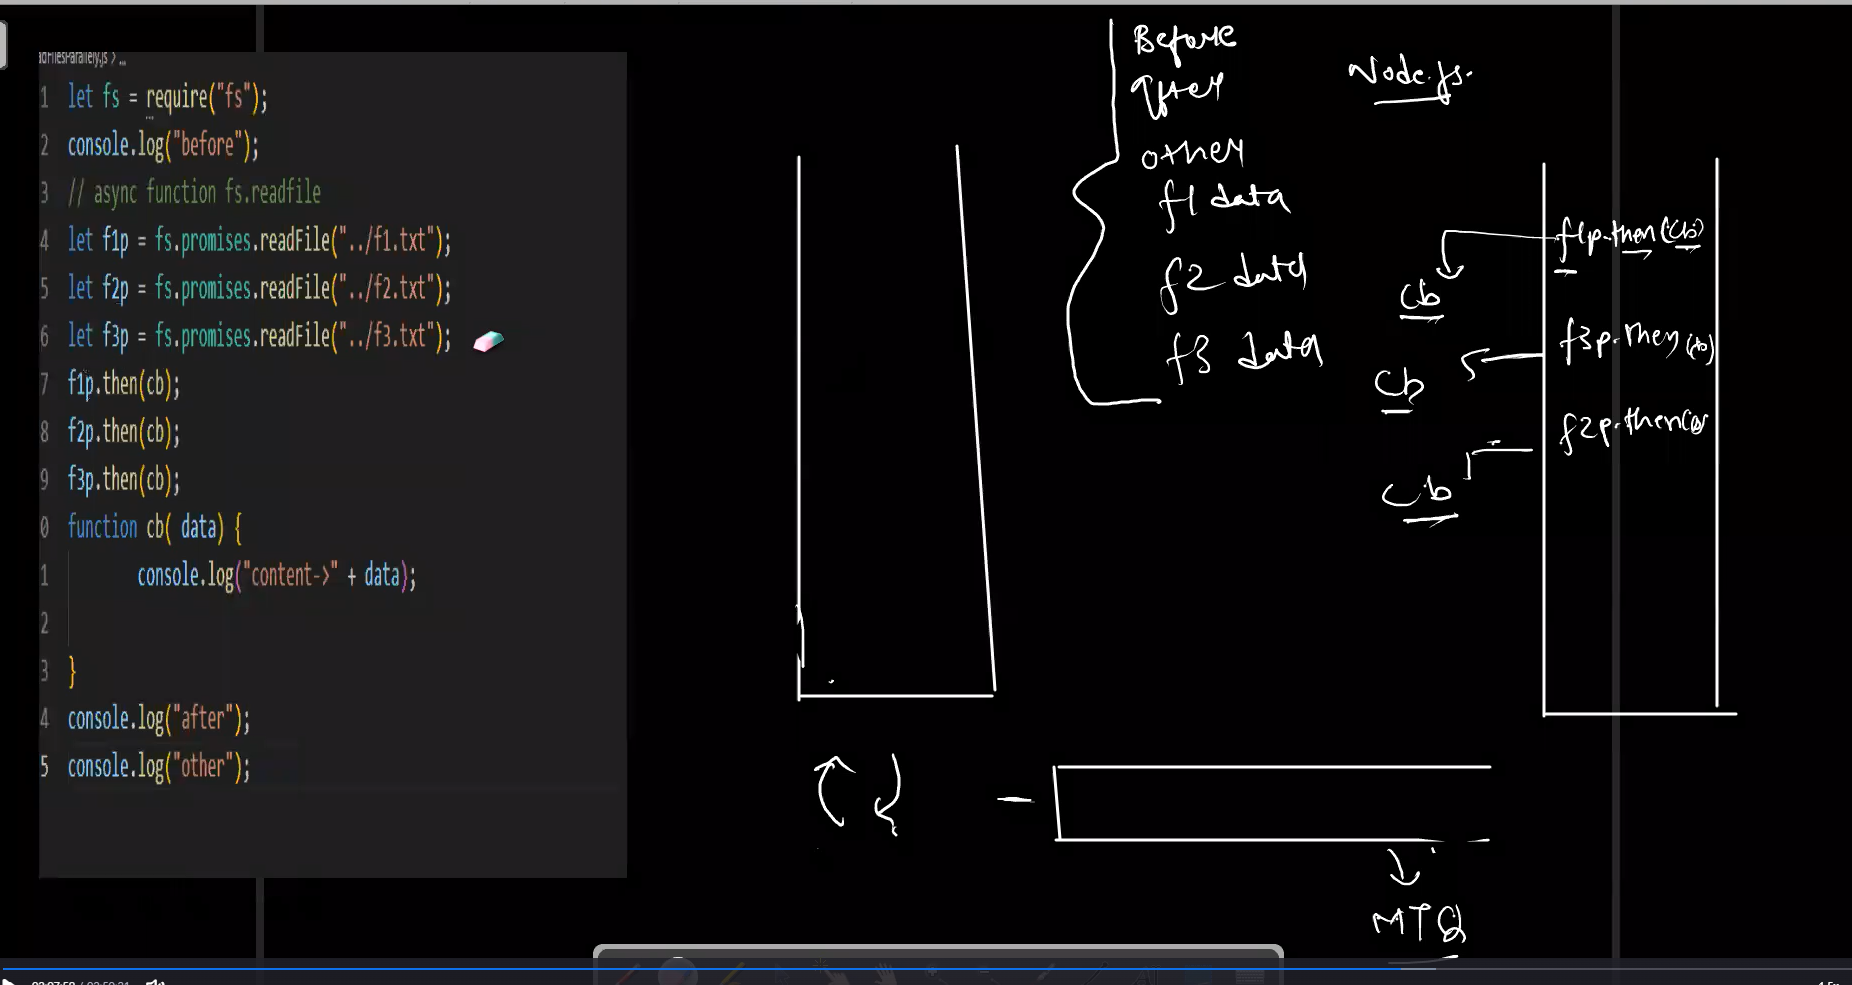 adFilesParallely.js > ...
1 let fs = require("fs");
2 console.log("before");
3 // async function fs.readfile
4 let f1p = fs.promises.readFile("../f1.txt");
5 let f2p = fs.promises.readFile("../f2.txt");
6 let f3p = fs.promises.readFile("../f3.txt");
7 f1p.then(cb);
8 f2p.then(cb);
9 f3p.then(cb);
0 function cb( data) {
1 console.log("content->" + data);
2
3 }
4 console.log("after");
5 console.log("other");
Before
after
other
f1 data
f2 data
f3 data
Node.js.
f1p.then(cb)
cb
f3p.then(cb)
cb
f2p.then(cb
cb
MTQ